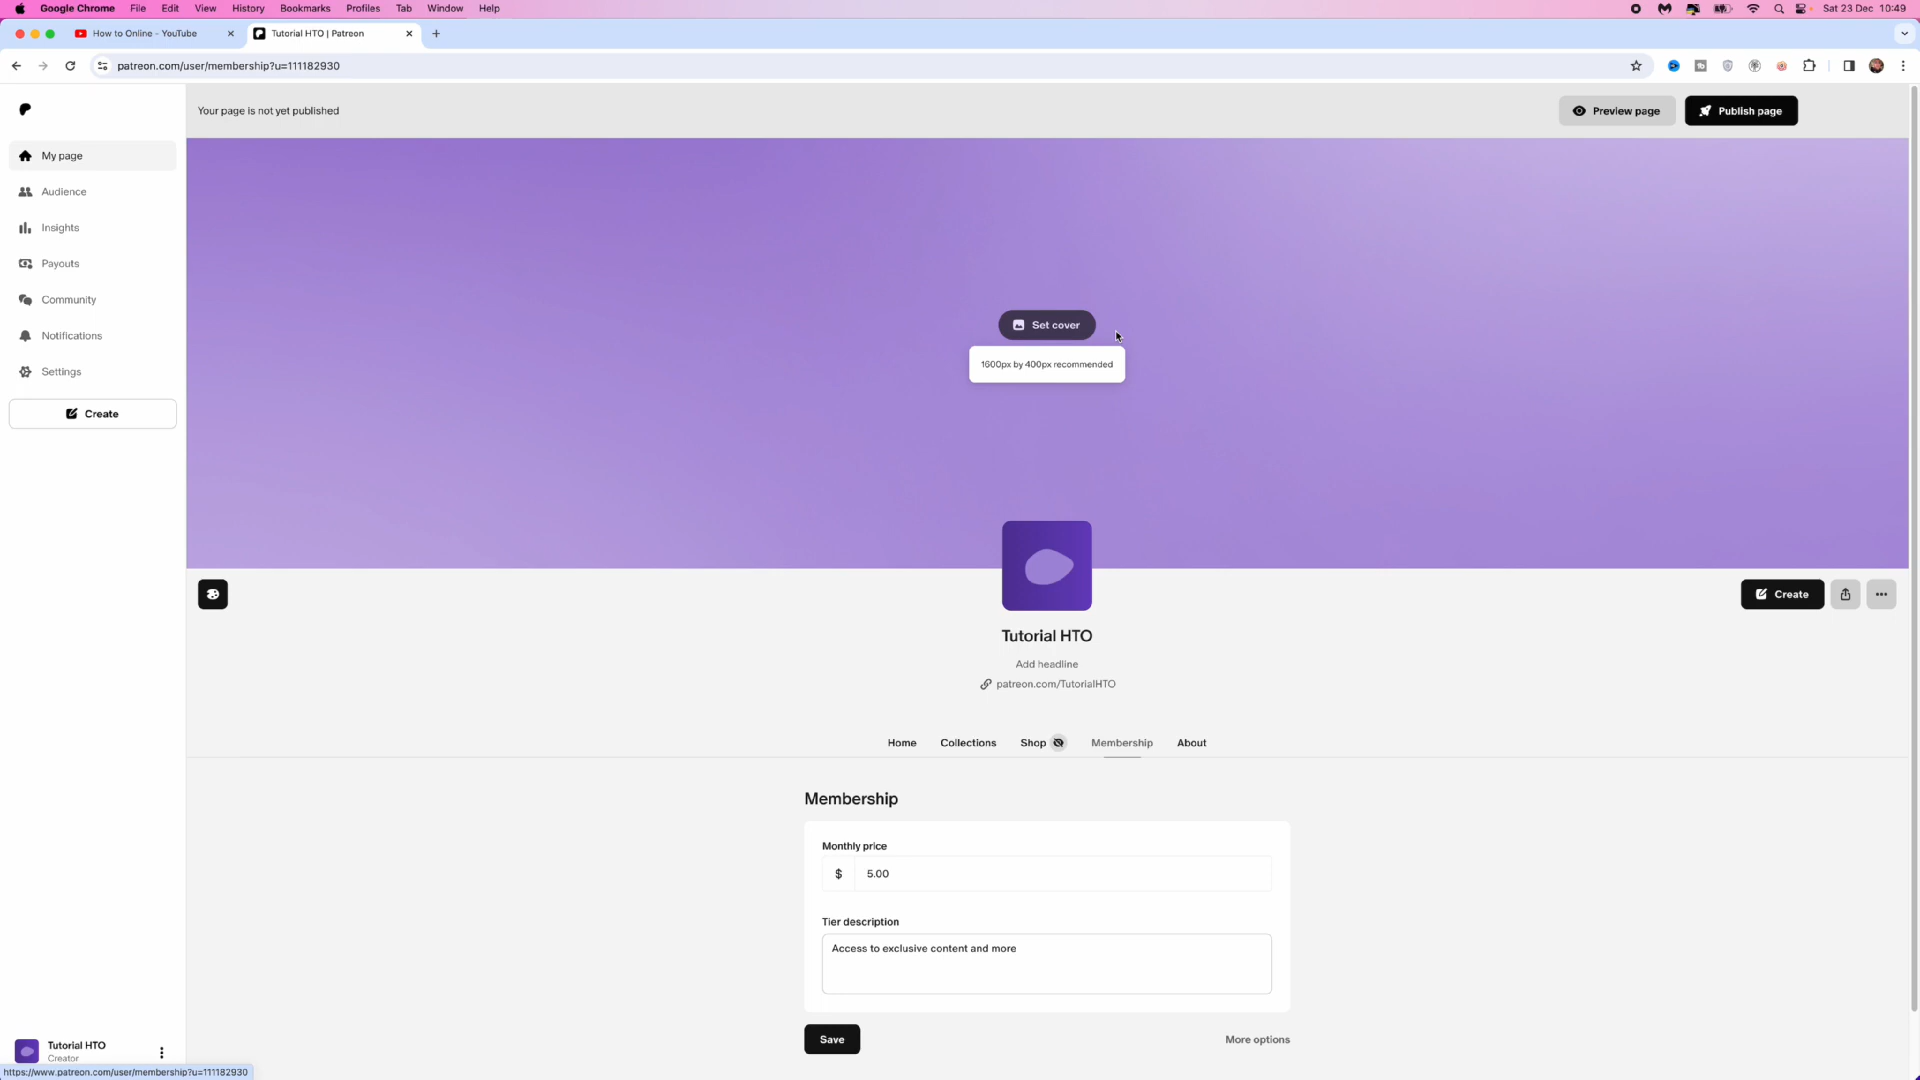 Google Chrome File Edit View History Bookmarks Profiles Tab Window Help Sat 23 Dec 10:49
How to Online - YouTube Tutorial HTO | Patreon
patreon.com/user/membership?u=111182930
Your page is not yet published Preview page Publish page
My page
Audience
Insights
Payouts
Community
Notifications
Settings
Create
Set cover
1600px by 400px recommended
Create
Tutorial HTO
Add headline
patreon.com/TutorialHTO
Home Collections Shop Membership About
Membership
Monthly price
$ 5.00
Tier description
Access to exclusive content and more
Save More options
Tutorial HTO
Creator
https://www.patreon.com/user/membership?u=111182930